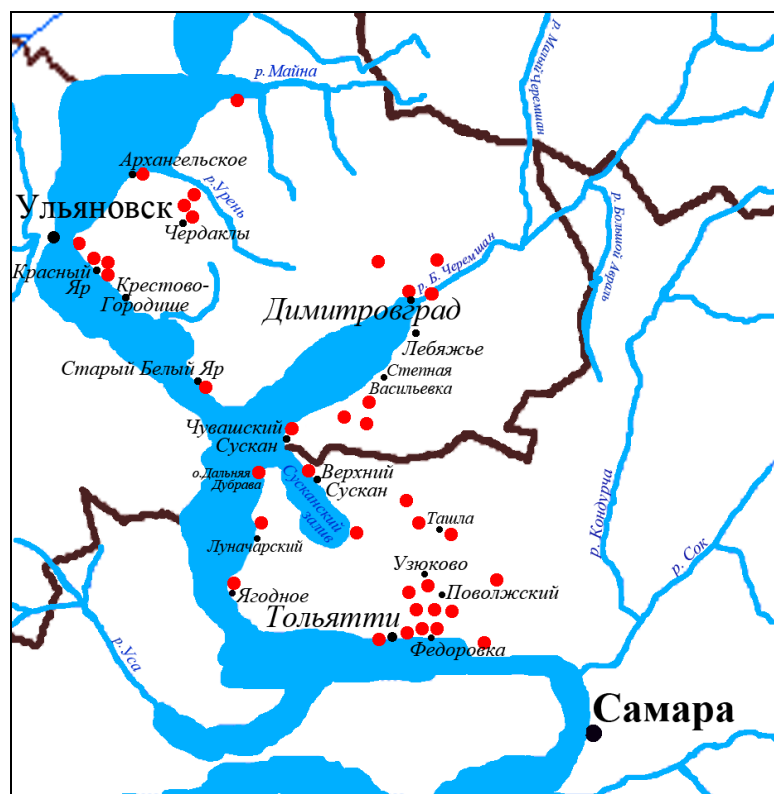 р. Майна
р. Малый Черемшан
Архангельское
р.Урень
Ульяновск
Чердаклы
р. Большой Авраль
Красный
Яр
Крестово-
Городище
р. Б. Черемшан
Димитровград
Лебяжье
Старый Белый Яр
Степная
Васильевка
Чувашский
Сускан
о.Дальняя
Дубрава
Верхний
Сускан
Сусканский
залив
Ташла
Луначарский
р. Кондурча
р. Сок
Узюково
Ягодное
Поволжский
Тольятти
Федоровка
р.Уса
Самара